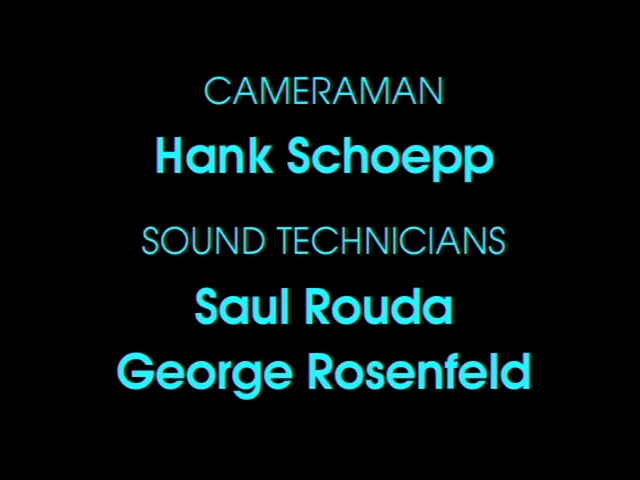 CAMERAMAN
Hank Schoepp
SOUND TECHNICIANS
Saul Rouda
George Rosenfeld